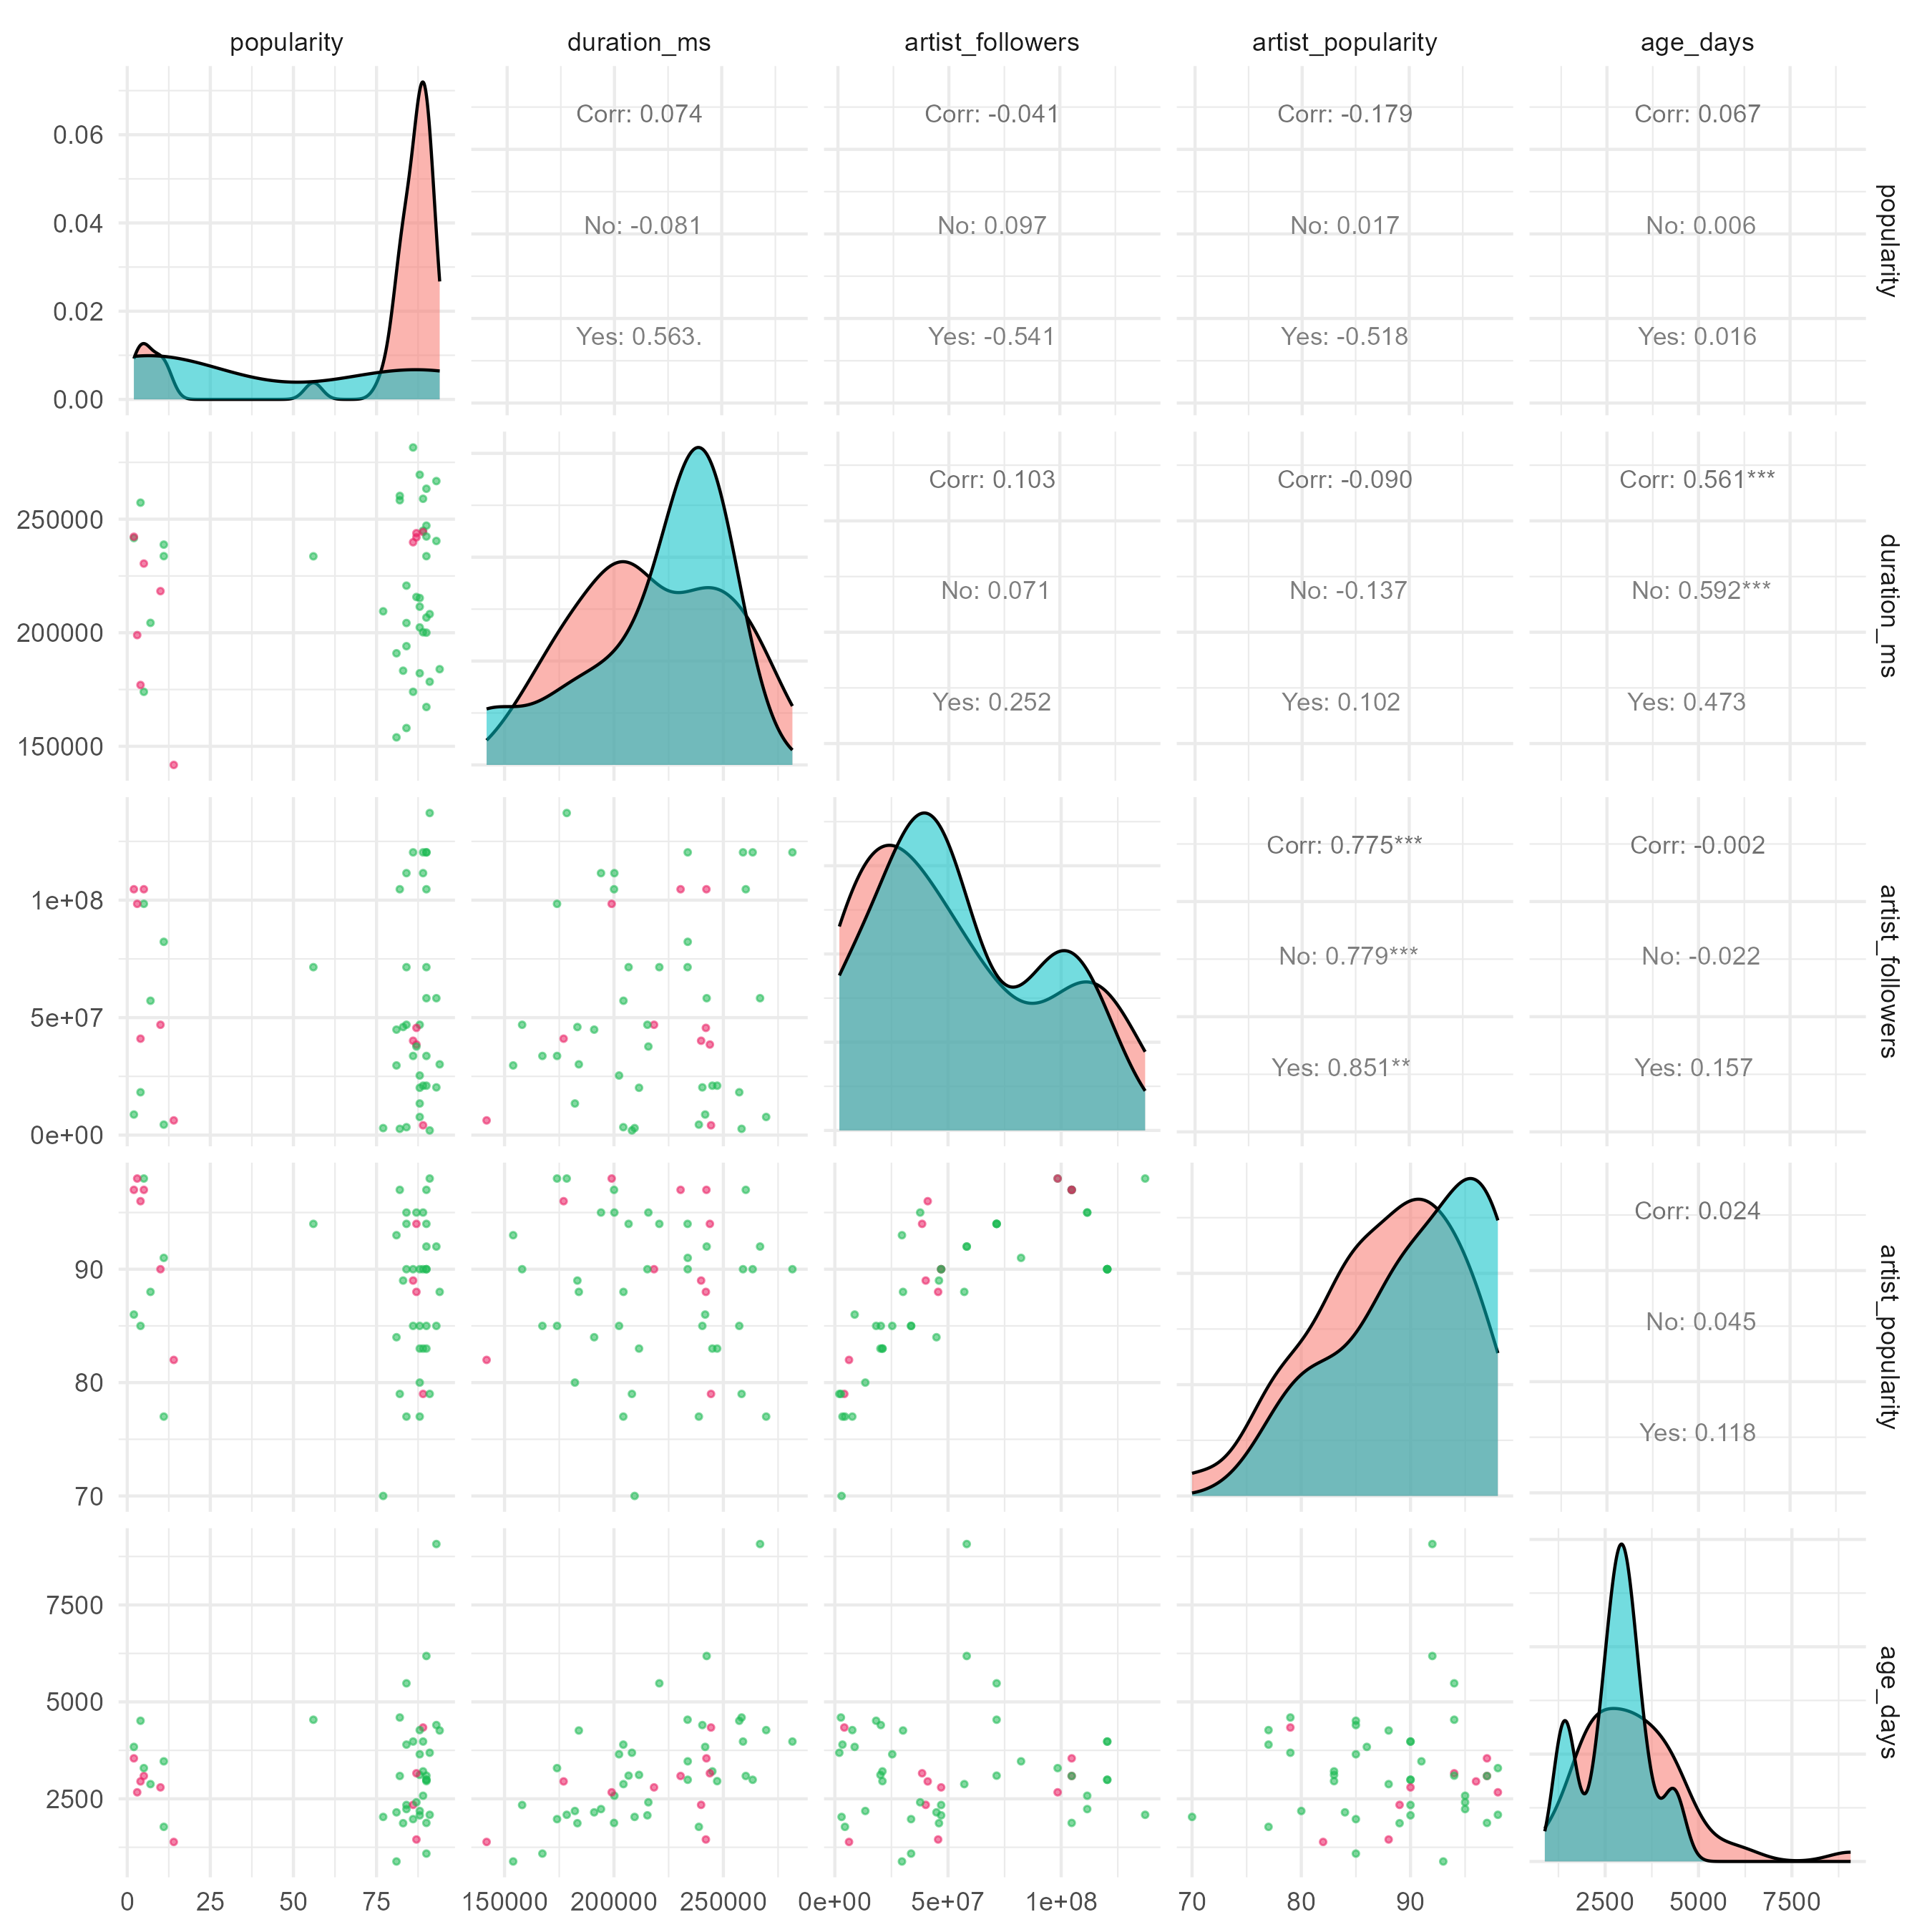 popularity duration_ms artist_followers artist_popularity age_days
0.06
0.04
0.02
0.00
Corr: 0.074
No: -0.081
Yes: 0.563.
Corr: -0.041
No: 0.097
Yes: -0.541
Corr: -0.179
No: 0.017
Yes: -0.518
Corr: 0.067
No: 0.006
Yes: 0.016
popularity
250000
200000
150000
Corr: 0.103
No: 0.071
Yes: 0.252
Corr: -0.090
No: -0.137
Yes: 0.102
Corr: 0.561***
No: 0.592***
Yes: 0.473
duration_ms
1e+08
5e+07
0e+00
Corr: 0.775***
No: 0.779***
Yes: 0.851**
Corr: -0.002
No: -0.022
Yes: 0.157
artist_followers
90
80
70
Corr: 0.024
No: 0.045
Yes: 0.118
artist_popularity
7500
5000
2500
age_days
0 25 50 75 150000 200000 250000 0e+00 5e+07 1e+08 70 80 90 2500 5000 7500